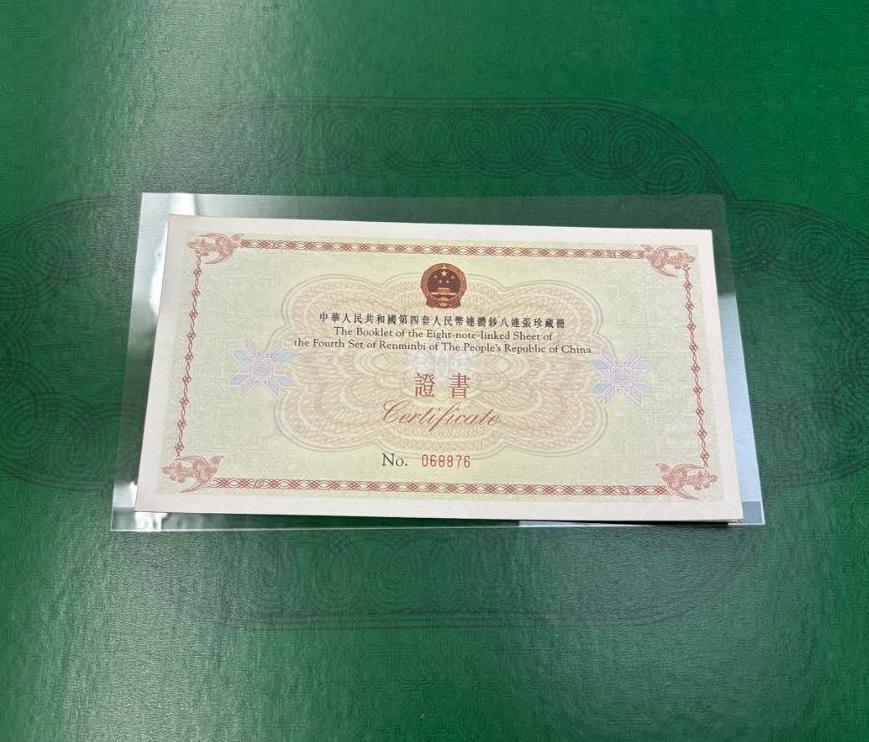 中華人民共和國第四套人民幣連體鈔八連張珍藏冊
The Booklet of the Eight-note-linked Sheet of
the Fourth Set of Renminbi of The People's Republic of China
證書
Certificate
No. 068876